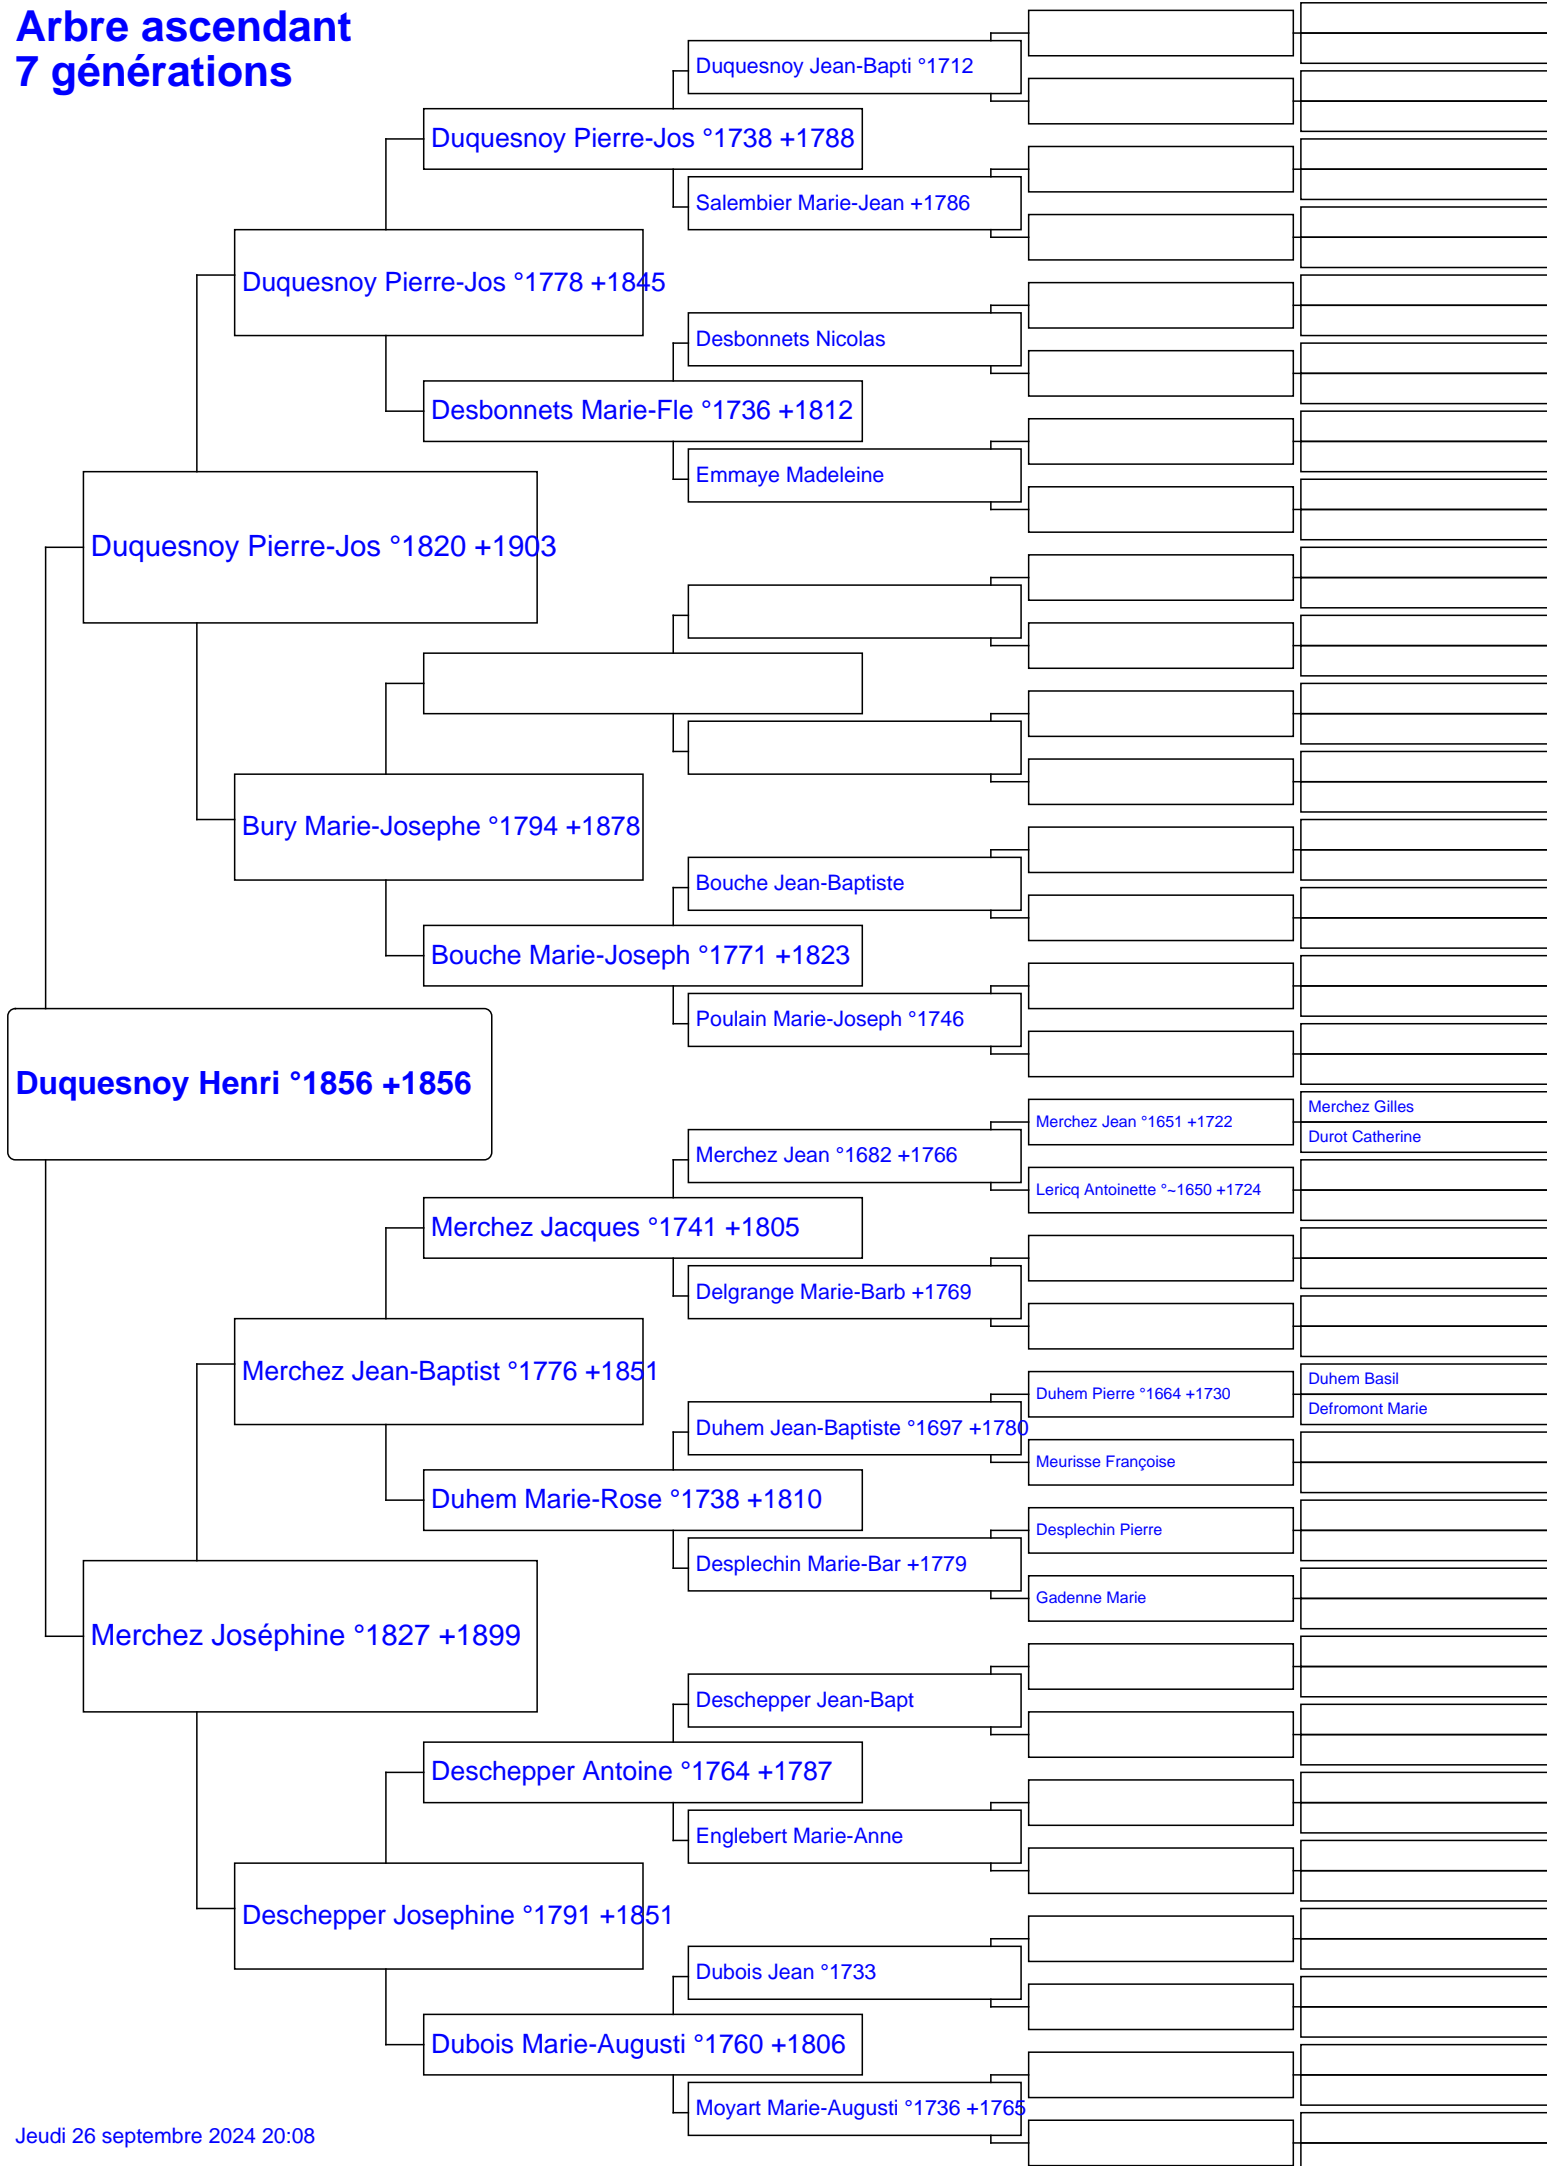 Arbre ascendant
7 générations
Duquesnoy Jean-Bapti °1712
Duquesnoy Pierre-Jos °1738 +1788
Salembier Marie-Jean +1786
Duquesnoy Pierre-Jos °1778 +1845
Desbonnets Nicolas
Desbonnets Marie-Fle °1736 +1812
Emmaye Madeleine
Duquesnoy Pierre-Jos °1820 +1903
Bury Marie-Josephe °1794 +1878
Bouche Jean-Baptiste
Bouche Marie-Joseph °1771 +1823
Poulain Marie-Joseph °1746
Duquesnoy Henri °1856 +1856
Merchez Gilles
Merchez Jean °1651 +1722
Durot Catherine
Merchez Jean °1682 +1766
Lericq Antoinette °~1650 +1724
Merchez Jacques °1741 +1805
Delgrange Marie-Barb +1769
Merchez Jean-Baptist °1776 +1851
Duhem Basil
Duhem Pierre °1664 +1730
Defromont Marie
Duhem Jean-Baptiste °1697 +1780
Meurisse Françoise
Duhem Marie-Rose °1738 +1810
Desplechin Pierre
Desplechin Marie-Bar +1779
Gadenne Marie
Merchez Joséphine °1827 +1899
Deschepper Jean-Bapt
Deschepper Antoine °1764 +1787
Englebert Marie-Anne
Deschepper Josephine °1791 +1851
Dubois Jean °1733
Dubois Marie-Augusti °1760 +1806
Moyart Marie-Augusti °1736 +1765
Jeudi 26 septembre 2024 20:08